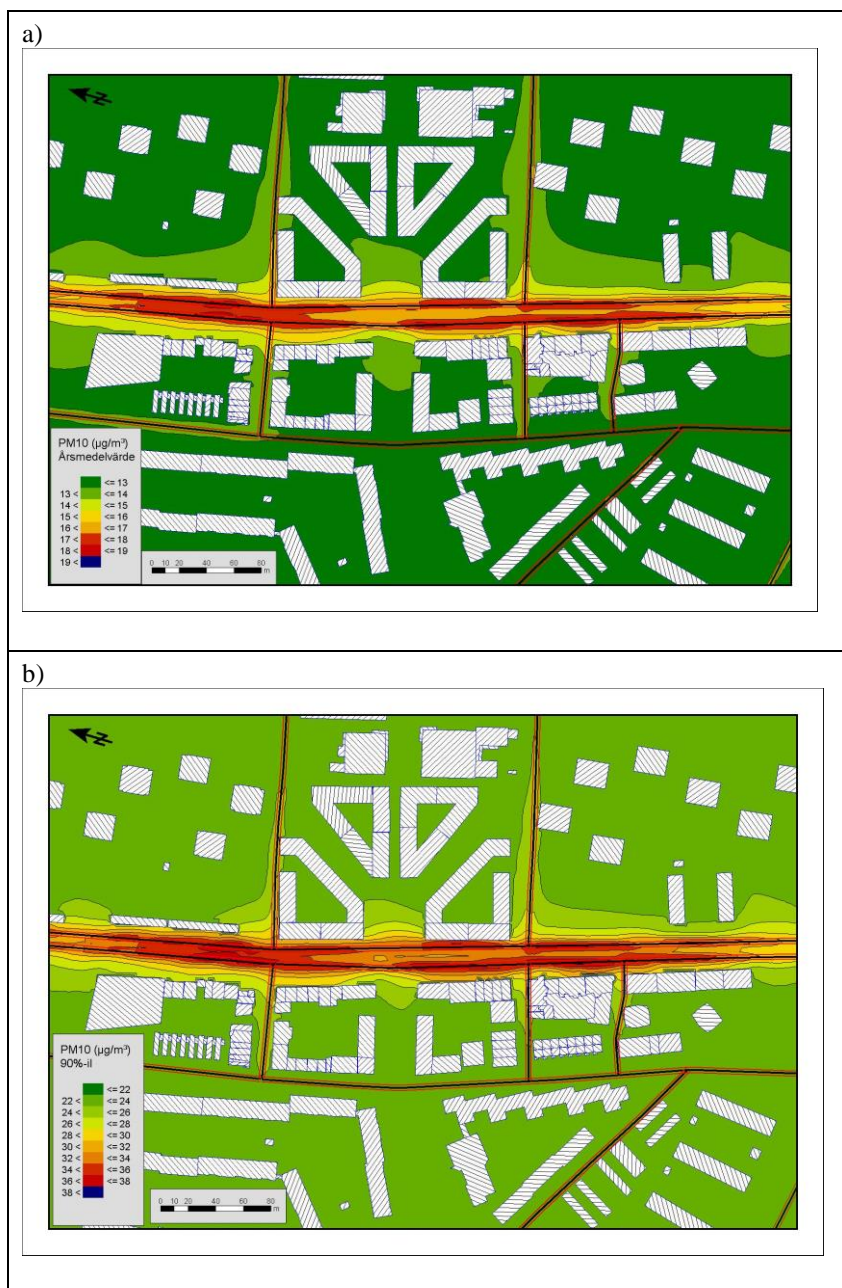 a)
N
PM10 (µg/m³)
Årsmedelvärde
<= 13
13 < <= 14
14 < <= 15
15 < <= 16
16 < <= 17
17 < <= 18
18 < <= 19
19 <
0 10 20 40 60 80
m
b)
N
PM10 (µg/m³)
90%-il
<= 22
22 < <= 24
24 < <= 26
26 < <= 28
28 < <= 30
30 < <= 32
32 < <= 34
34 < <= 36
36 < <= 38
38 <
0 10 20 40 60 80
m